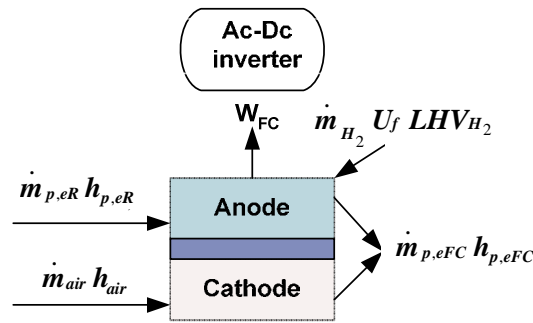 Ac-Dc
inverter
W_FC
ṁ_H₂ U_f LHV_H₂
ṁ_p,eR h_p,eR
Anode
ṁ_p,eFC h_p,eFC
ṁ_air h_air
Cathode